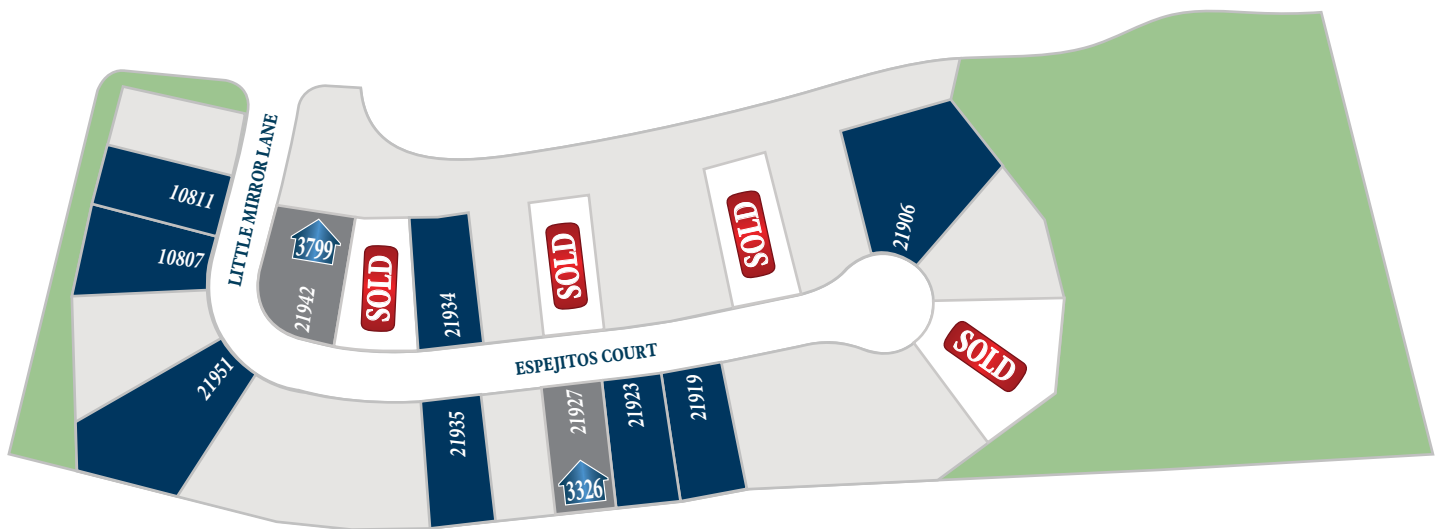 10811
10807
LITTLE MIRROR LANE
3799
21942
SOLD
21934
SOLD
SOLD
21906
ESPEJITOS COURT
SOLD
21951
21935
21927
3326
21923
21919